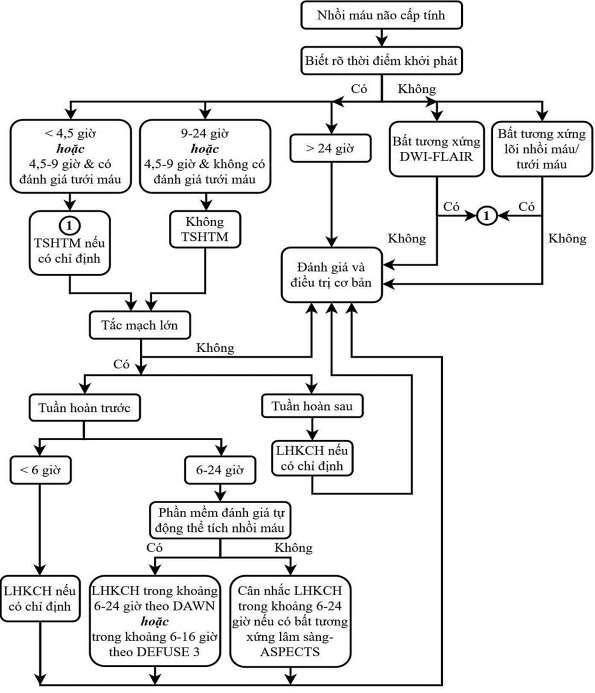 Nhồi máu não cấp tính
Biết rõ thời điểm khởi phát
Có
Không
< 4,5 giờ
hoặc
4,5-9 giờ & có
đánh giá tưới máu
9-24 giờ
hoặc
4,5-9 giờ & không có
đánh giá tưới máu
> 24 giờ
Bất tương xứng
DWI-FLAIR
Bất tương xứng
lõi nhồi máu/
tưới máu
1
TSHTM nếu
có chỉ định
Không
TSHTM
Có
1
Có
Không
Không
Đánh giá và
điều trị cơ bản
Tắc mạch lớn
Không
Có
Tuần hoàn trước
Tuần hoàn sau
< 6 giờ
6-24 giờ
LHKCH nếu
có chỉ định
Phần mềm đánh giá tự
động thể tích nhồi máu
Có
Không
LHKCH nếu
có chỉ định
LHKCH trong khoảng
6-24 giờ theo DAWN
hoặc
trong khoảng 6-16 giờ
theo DEFUSE 3
Cân nhắc LHKCH
trong khoảng 6-24
giờ nếu có bất tương
xứng lâm sàng-
ASPECTS